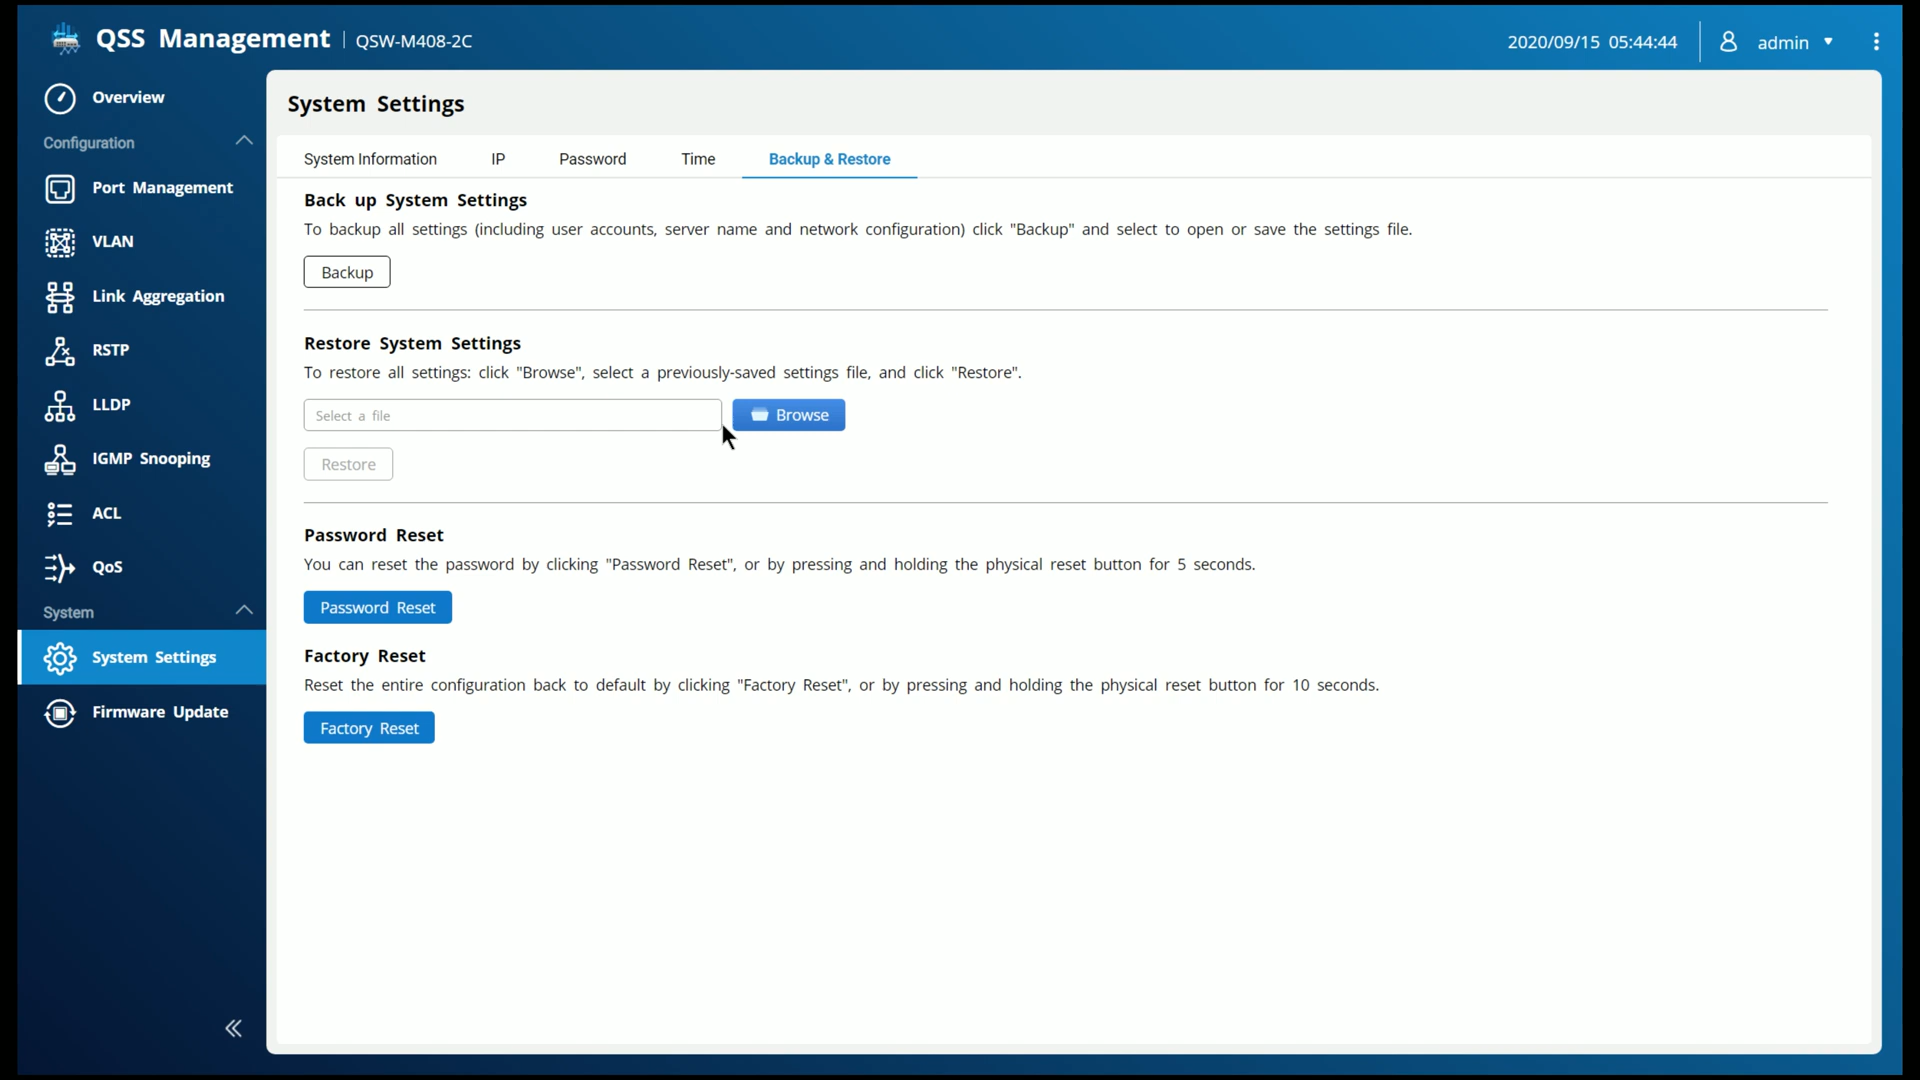 QSS Management | QSW-M408-2C
2020/09/15 05:44:44
admin
Overview
Configuration
Port Management
VLAN
Link Aggregation
RSTP
LLDP
IGMP Snooping
ACL
QoS
System
System Settings
Firmware Update
System Settings
System Information IP Password Time Backup & Restore
Back up System Settings
To backup all settings (including user accounts, server name and network configuration) click "Backup" and select to open or save the settings file.
Backup
Restore System Settings
To restore all settings: click "Browse", select a previously-saved settings file, and click "Restore".
Select a file
Browse
Restore
Password Reset
You can reset the password by clicking "Password Reset", or by pressing and holding the physical reset button for 5 seconds.
Password Reset
Factory Reset
Reset the entire configuration back to default by clicking "Factory Reset", or by pressing and holding the physical reset button for 10 seconds.
Factory Reset